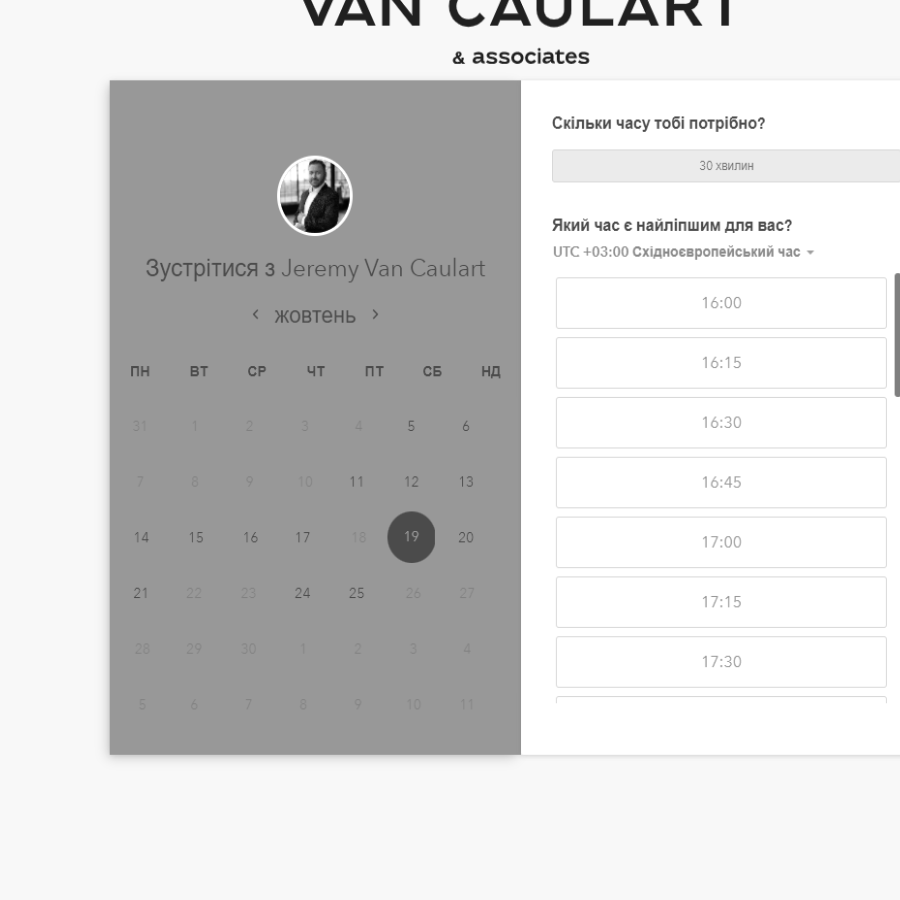 VAN CAULART
& associates
Зустрітися з Jeremy Van Caulart
жовтень
ПН ВТ СР ЧТ ПТ СБ НД
31 1 2 3 4 5 6
7 8 9 10 11 12 13
14 15 16 17 18 19 20
21 22 23 24 25 26 27
28 29 30 1 2 3 4
5 6 7 8 9 10 11
Скільки часу тобі потрібно?
30 хвилин
Який час є найліпшим для вас?
UTC +03:00 Східноєвропейський час
16:00
16:15
16:30
16:45
17:00
17:15
17:30